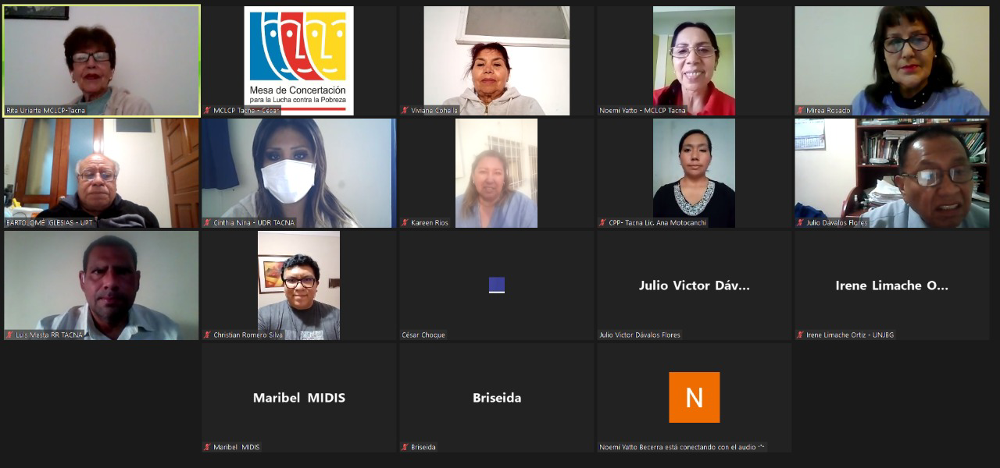 Rita Uriarte MCLCP-Tacna
Mesa de Concertación
para la Lucha contra la Pobreza
MCLCP Tacna - César
Viviana Cohaila
Noemí Yatto - MCLCP Tacna
Mirea Rosado
BARTOLOMÉ IGLESIAS - UPT
Cinthia Nina - UDR TACNA
Kareen Rios
CPP- Tacna Lic. Ana Motocanchi
Julio Dávalos Flores
Luis Mesta RR TACNA
Christian Romero Silva
César Choque
Julio Victor Dáv...
Julio Victor Dávalos Flores
Irene Limache O...
Irene Limache Ortiz - UNJBG
Maribel MIDIS
Maribel MIDIS
Briseida
Briseida
N
Noemí Yatto Becerra está conectando con el audio